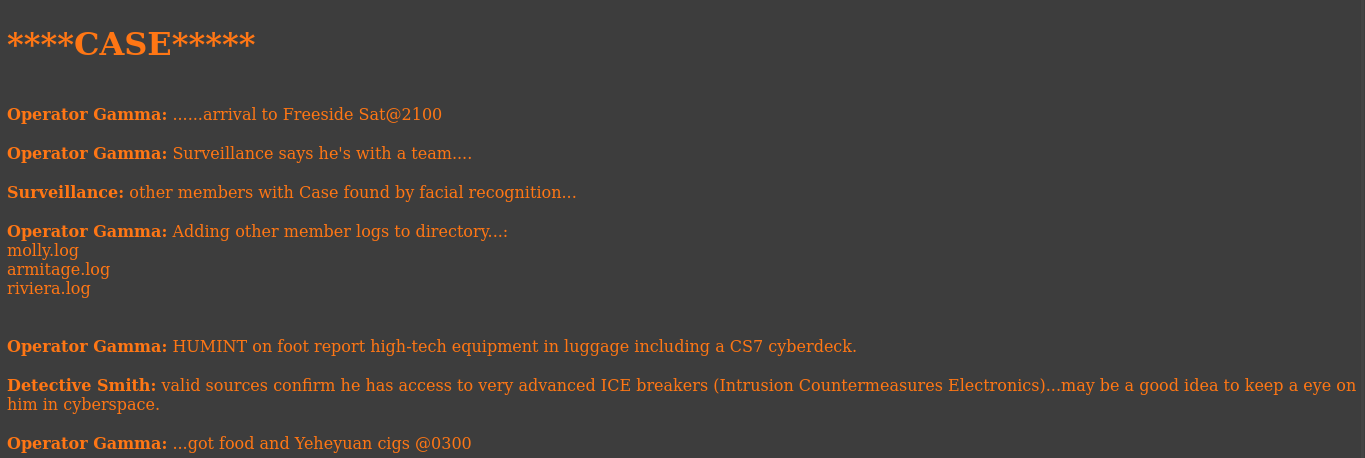 ****CASE*****
Operator Gamma: ......arrival to Freeside Sat@2100
Operator Gamma: Surveillance says he's with a team....
Surveillance: other members with Case found by facial recognition...
Operator Gamma: Adding other member logs to directory...:
molly.log
armitage.log
riviera.log
Operator Gamma: HUMINT on foot report high-tech equipment in luggage including a CS7 cyberdeck.
Detective Smith: valid sources confirm he has access to very advanced ICE breakers (Intrusion Countermeasures Electronics)...may be a good idea to keep a eye on
him in cyberspace.
Operator Gamma: ...got food and Yeheyuan cigs @0300